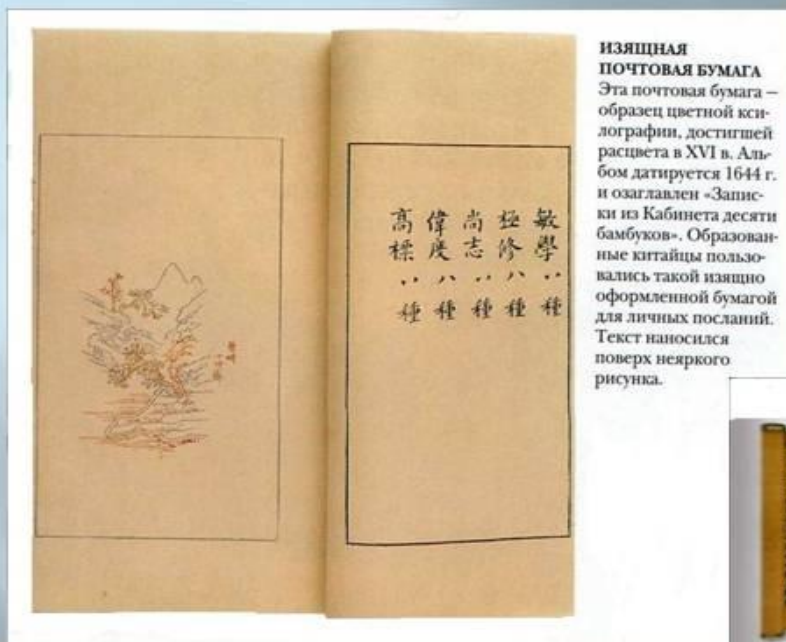 ИЗЯЩНАЯ
ПОЧТОВАЯ БУМАГА
Эта почтовая бумага –
образец цветной кси-
лографии, достигшей
расцвета в XVI в. Аль-
бом датируется 1644 г.
и озаглавлен «Запис-
ки из Кабинета десяти
бамбуков». Образован-
ные китайцы пользо-
вались такой изящно
оформленной бумагой
для личных посланий.
Текст наносился
поверх неяркого
рисунка.
敏學八種
極修八種
尚志八種
偉度八種
高標八種